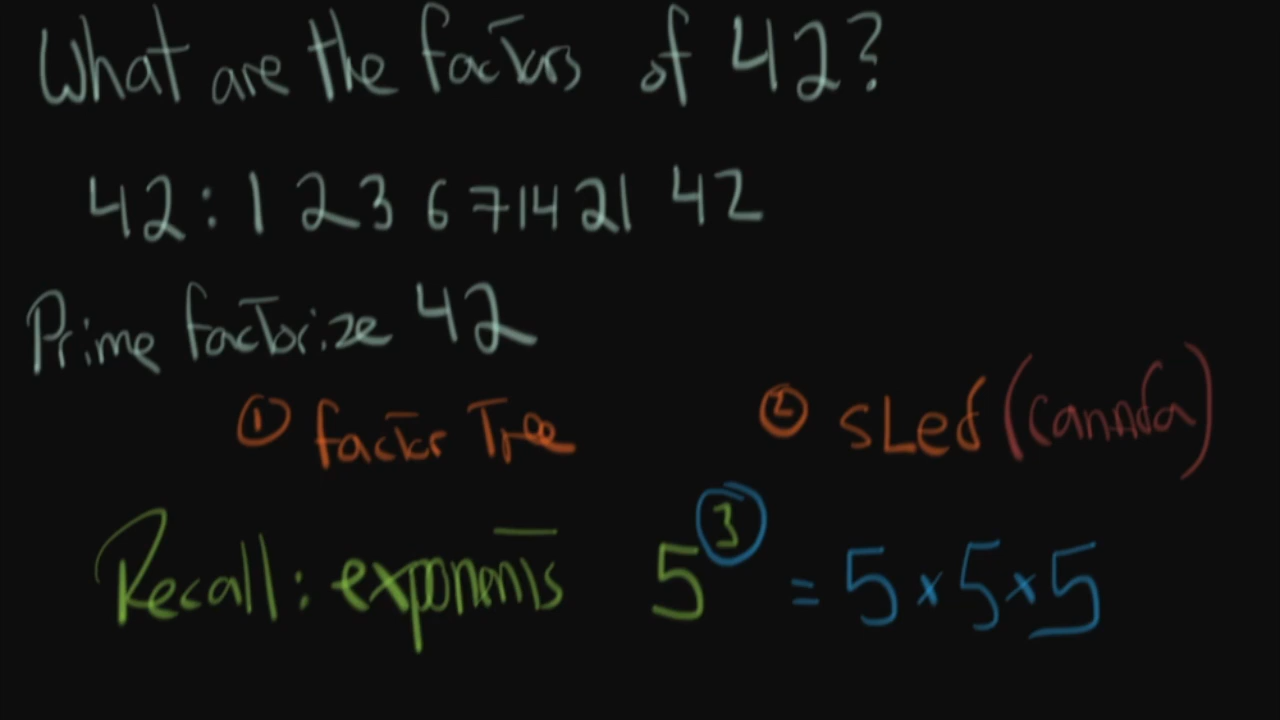 What are the factors of 42?
42: 1 2 3 6 7 14 21 42
Prime factorize 42
① factor Tree ② sLed (Cannda)
Recall: exponents 5³ = 5 × 5 × 5